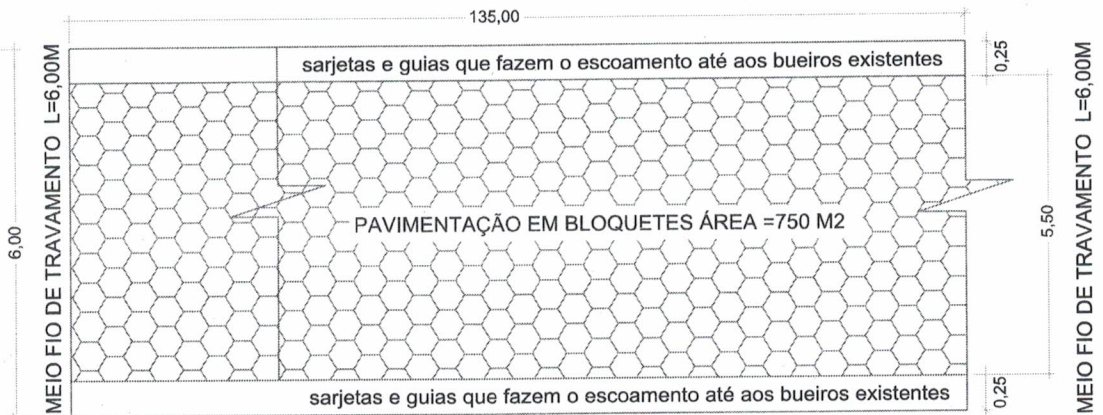 135,00
sarjetas e guias que fazem o escoamento até aos bueiros existentes
0,25
MEIO FIO DE TRAVAMENTO L=6,00M
6,00
PAVIMENTAÇÃO EM BLOQUETES ÁREA =750 M2
5,50
MEIO FIO DE TRAVAMENTO L=6,00M
sarjetas e guias que fazem o escoamento até aos bueiros existentes
0,25